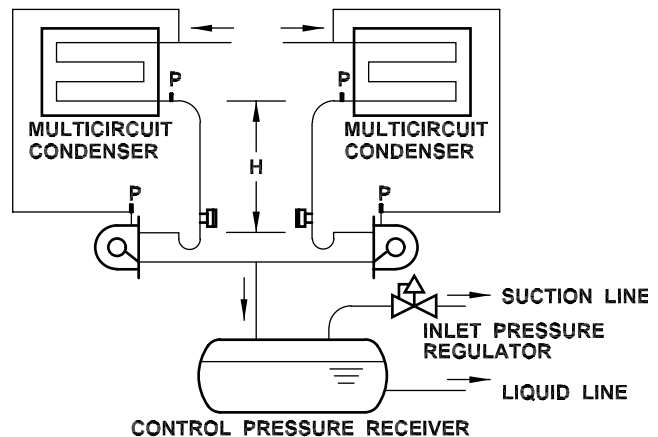 P
P
MULTICIRCUIT
CONDENSER
MULTICIRCUIT
CONDENSER
H
P
P
SUCTION LINE
INLET PRESSURE
REGULATOR
LIQUID LINE
CONTROL PRESSURE RECEIVER